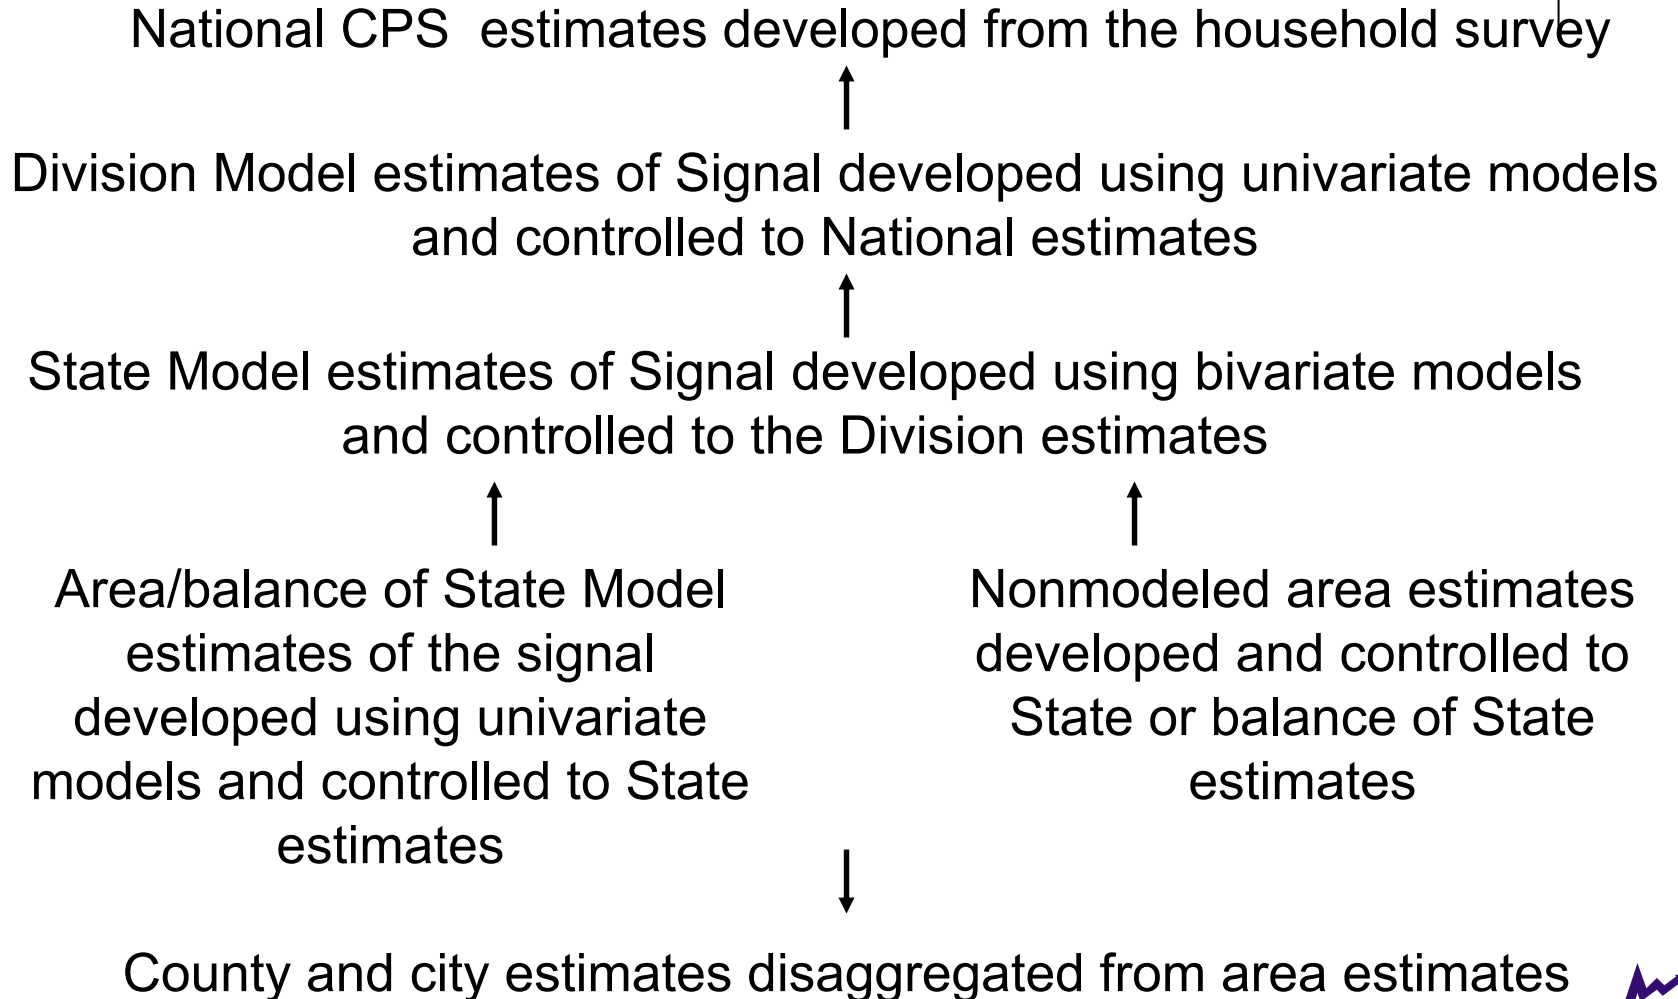 National CPS  estimates developed from the household survey
Division Model estimates of Signal developed using univariate models
and controlled to National estimates
State Model estimates of Signal developed using bivariate models
and controlled to the Division estimates
Area/balance of State Model
estimates of the signal
developed using univariate
models and controlled to State
estimates
Nonmodeled area estimates
developed and controlled to
State or balance of State
estimates
County and city estimates disaggregated from area estimates